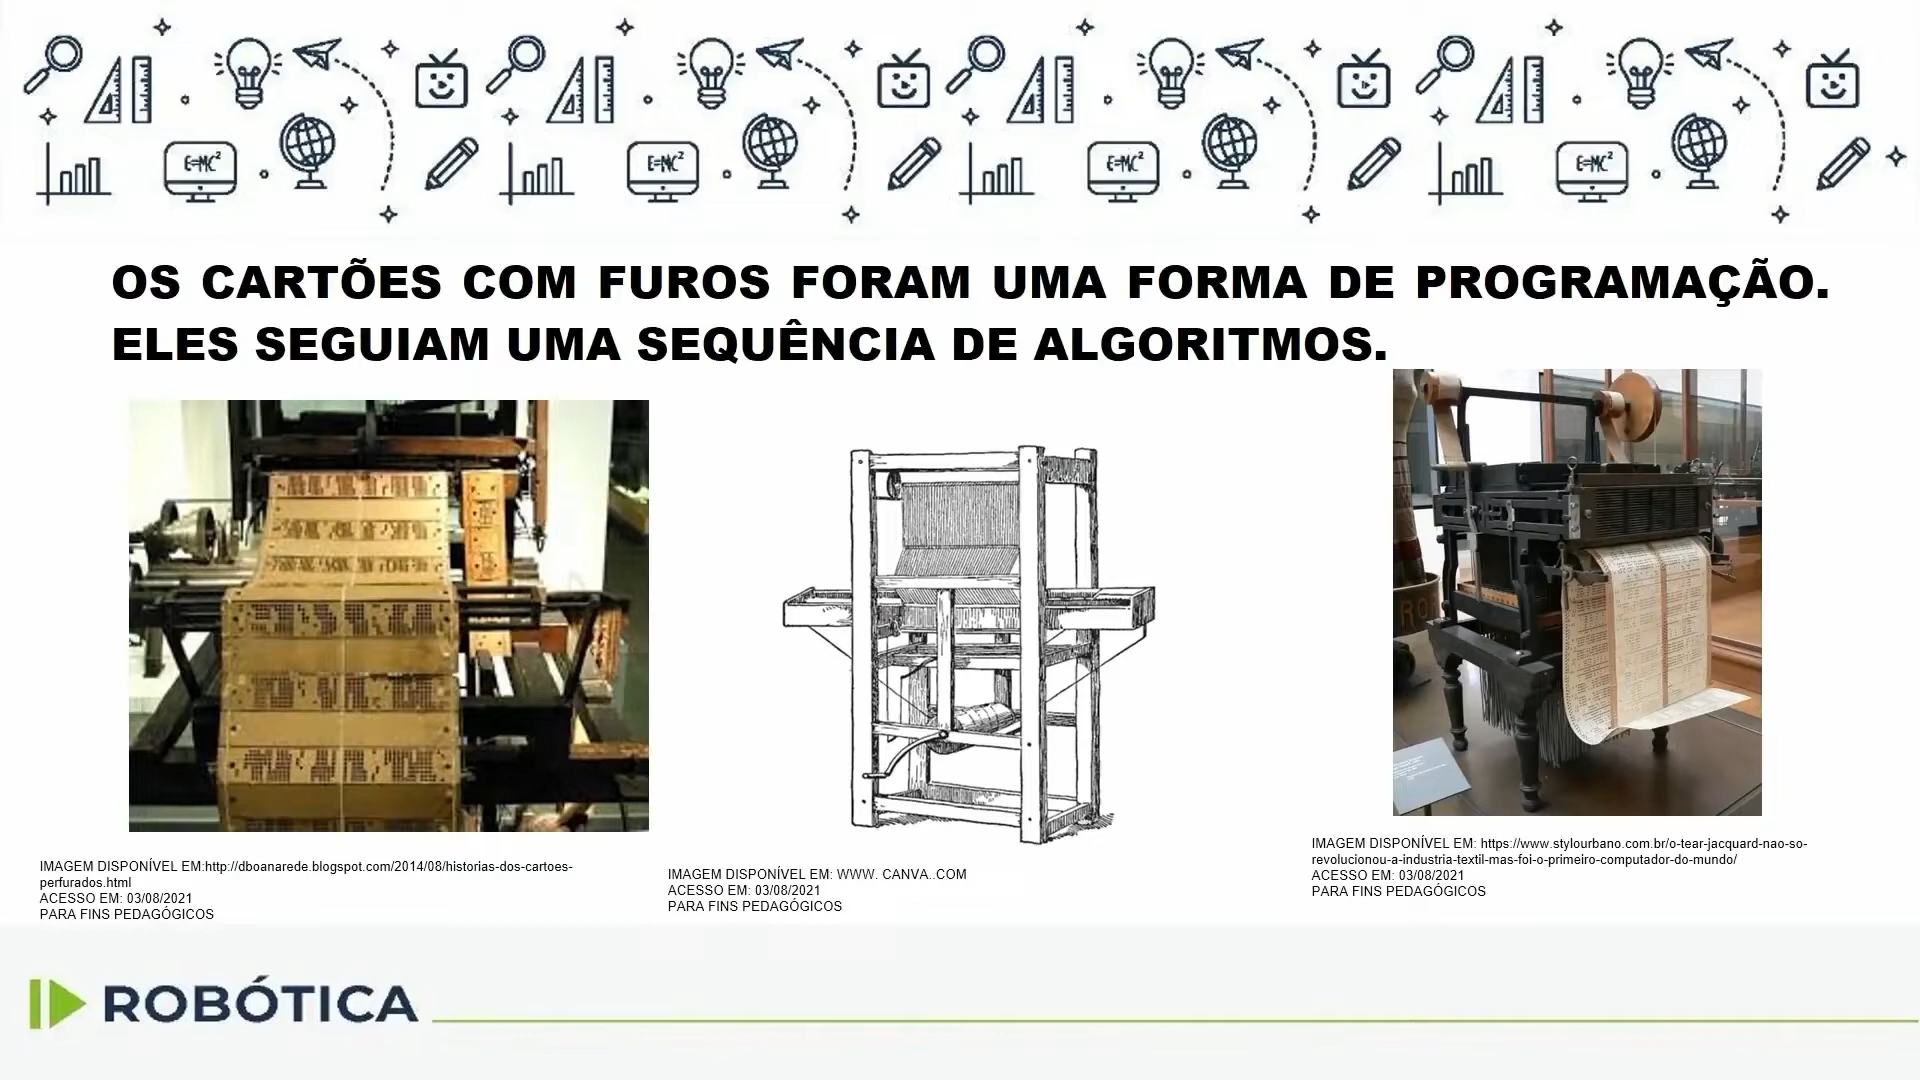 E=MC²
E=MC²
E=MC²
E=MC²
OS CARTÕES COM FUROS FORAM UMA FORMA DE PROGRAMAÇÃO.
ELES SEGUIAM UMA SEQUÊNCIA DE ALGORITMOS.
IMAGEM DISPONÍVEL EM:http://dboanarede.blogspot.com/2014/08/historias-dos-cartoes-
perfurados.html
ACESSO EM: 03/08/2021
PARA FINS PEDAGÓGICOS
IMAGEM DISPONÍVEL EM: WWW. CANVA..COM
ACESSO EM: 03/08/2021
PARA FINS PEDAGÓGICOS
IMAGEM DISPONÍVEL EM: https://www.stylourbano.com.br/o-tear-jacquard-nao-so-
revolucionou-a-industria-textil-mas-foi-o-primeiro-computador-do-mundo/
ACESSO EM: 03/08/2021
PARA FINS PEDAGÓGICOS
ROBÓTICA